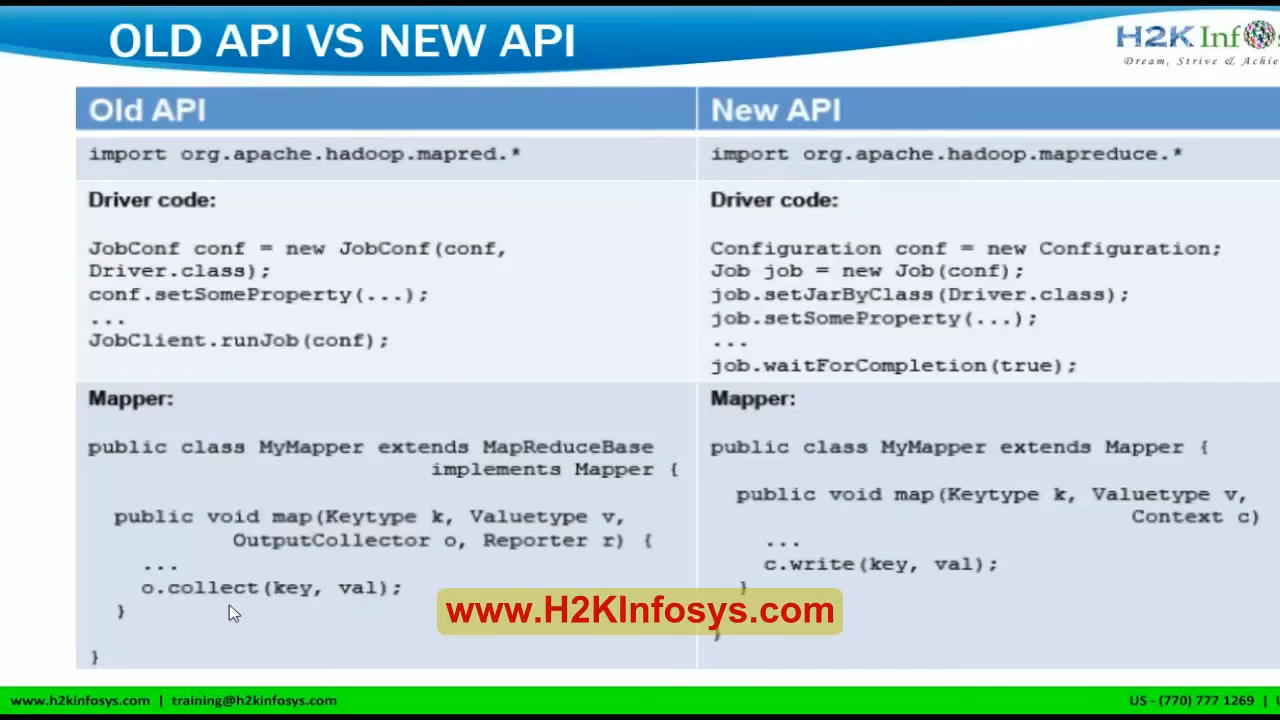 OLD API VS NEW API
H2K Inf
Dream, Strive & Achie
Old API
New API
import org.apache.hadoop.mapred.*
import org.apache.hadoop.mapreduce.*
Driver code:
JobConf conf = new JobConf(conf,
Driver.class);
conf.setSomeProperty(...);
...
JobClient.runJob(conf);
Driver code:
Configuration conf = new Configuration;
Job job = new Job(conf);
job.setJarByClass(Driver.class);
job.setSomeProperty(...);
...
job.waitForCompletion(true);
Mapper:
public class MyMapper extends MapReduceBase
implements Mapper {
public void map(Keytype k, Valuetype v,
OutputCollector o, Reporter r) {
...
o.collect(key, val);
}
}
Mapper:
public class MyMapper extends Mapper {
public void map(Keytype k, Valuetype v,
Context c)
...
c.write(key, val);
}
}
www.H2KInfosys.com
www.h2kinfosys.com | training@h2kinfosys.com
US - (770) 777 1269 |